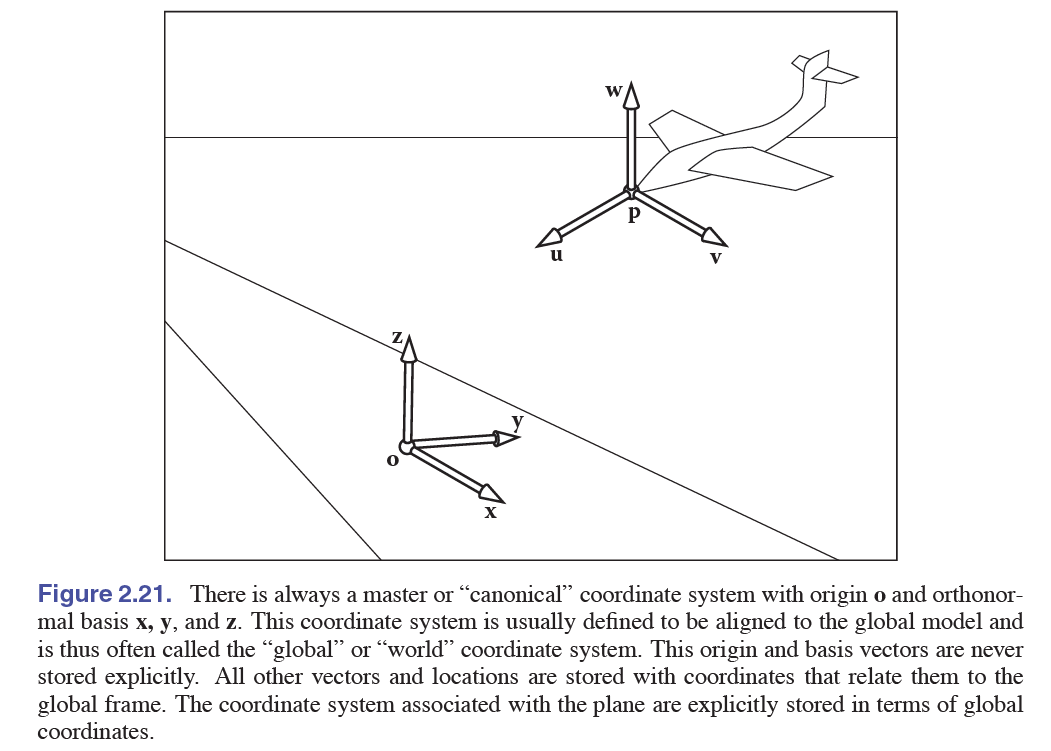 w
p
u
v
z
y
o
x
Figure 2.21. There is always a master or “canonical” coordinate system with origin o and orthonor-
mal basis x, y, and z. This coordinate system is usually defined to be aligned to the global model and
is thus often called the “global” or “world” coordinate system. This origin and basis vectors are never
stored explicitly. All other vectors and locations are stored with coordinates that relate them to the
global frame. The coordinate system associated with the plane are explicitly stored in terms of global
coordinates.